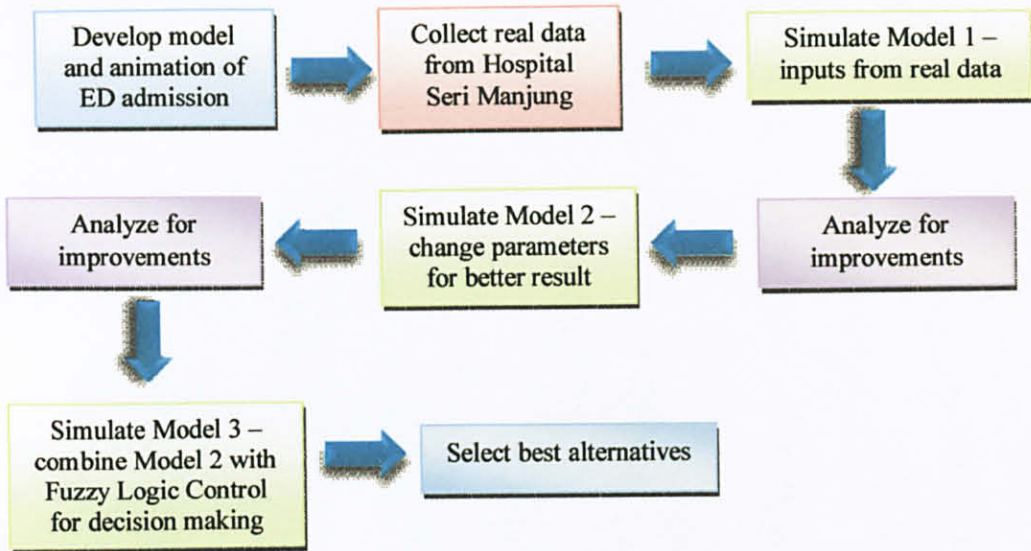 Develop model
and animation of
ED admission
Collect real data
from Hospital
Seri Manjung
Simulate Model 1 –
inputs from real data
Analyze for
improvements
Simulate Model 2 –
change parameters
for better result
Analyze for
improvements
Simulate Model 3 –
combine Model 2 with
Fuzzy Logic Control
for decision making
Select best alternatives